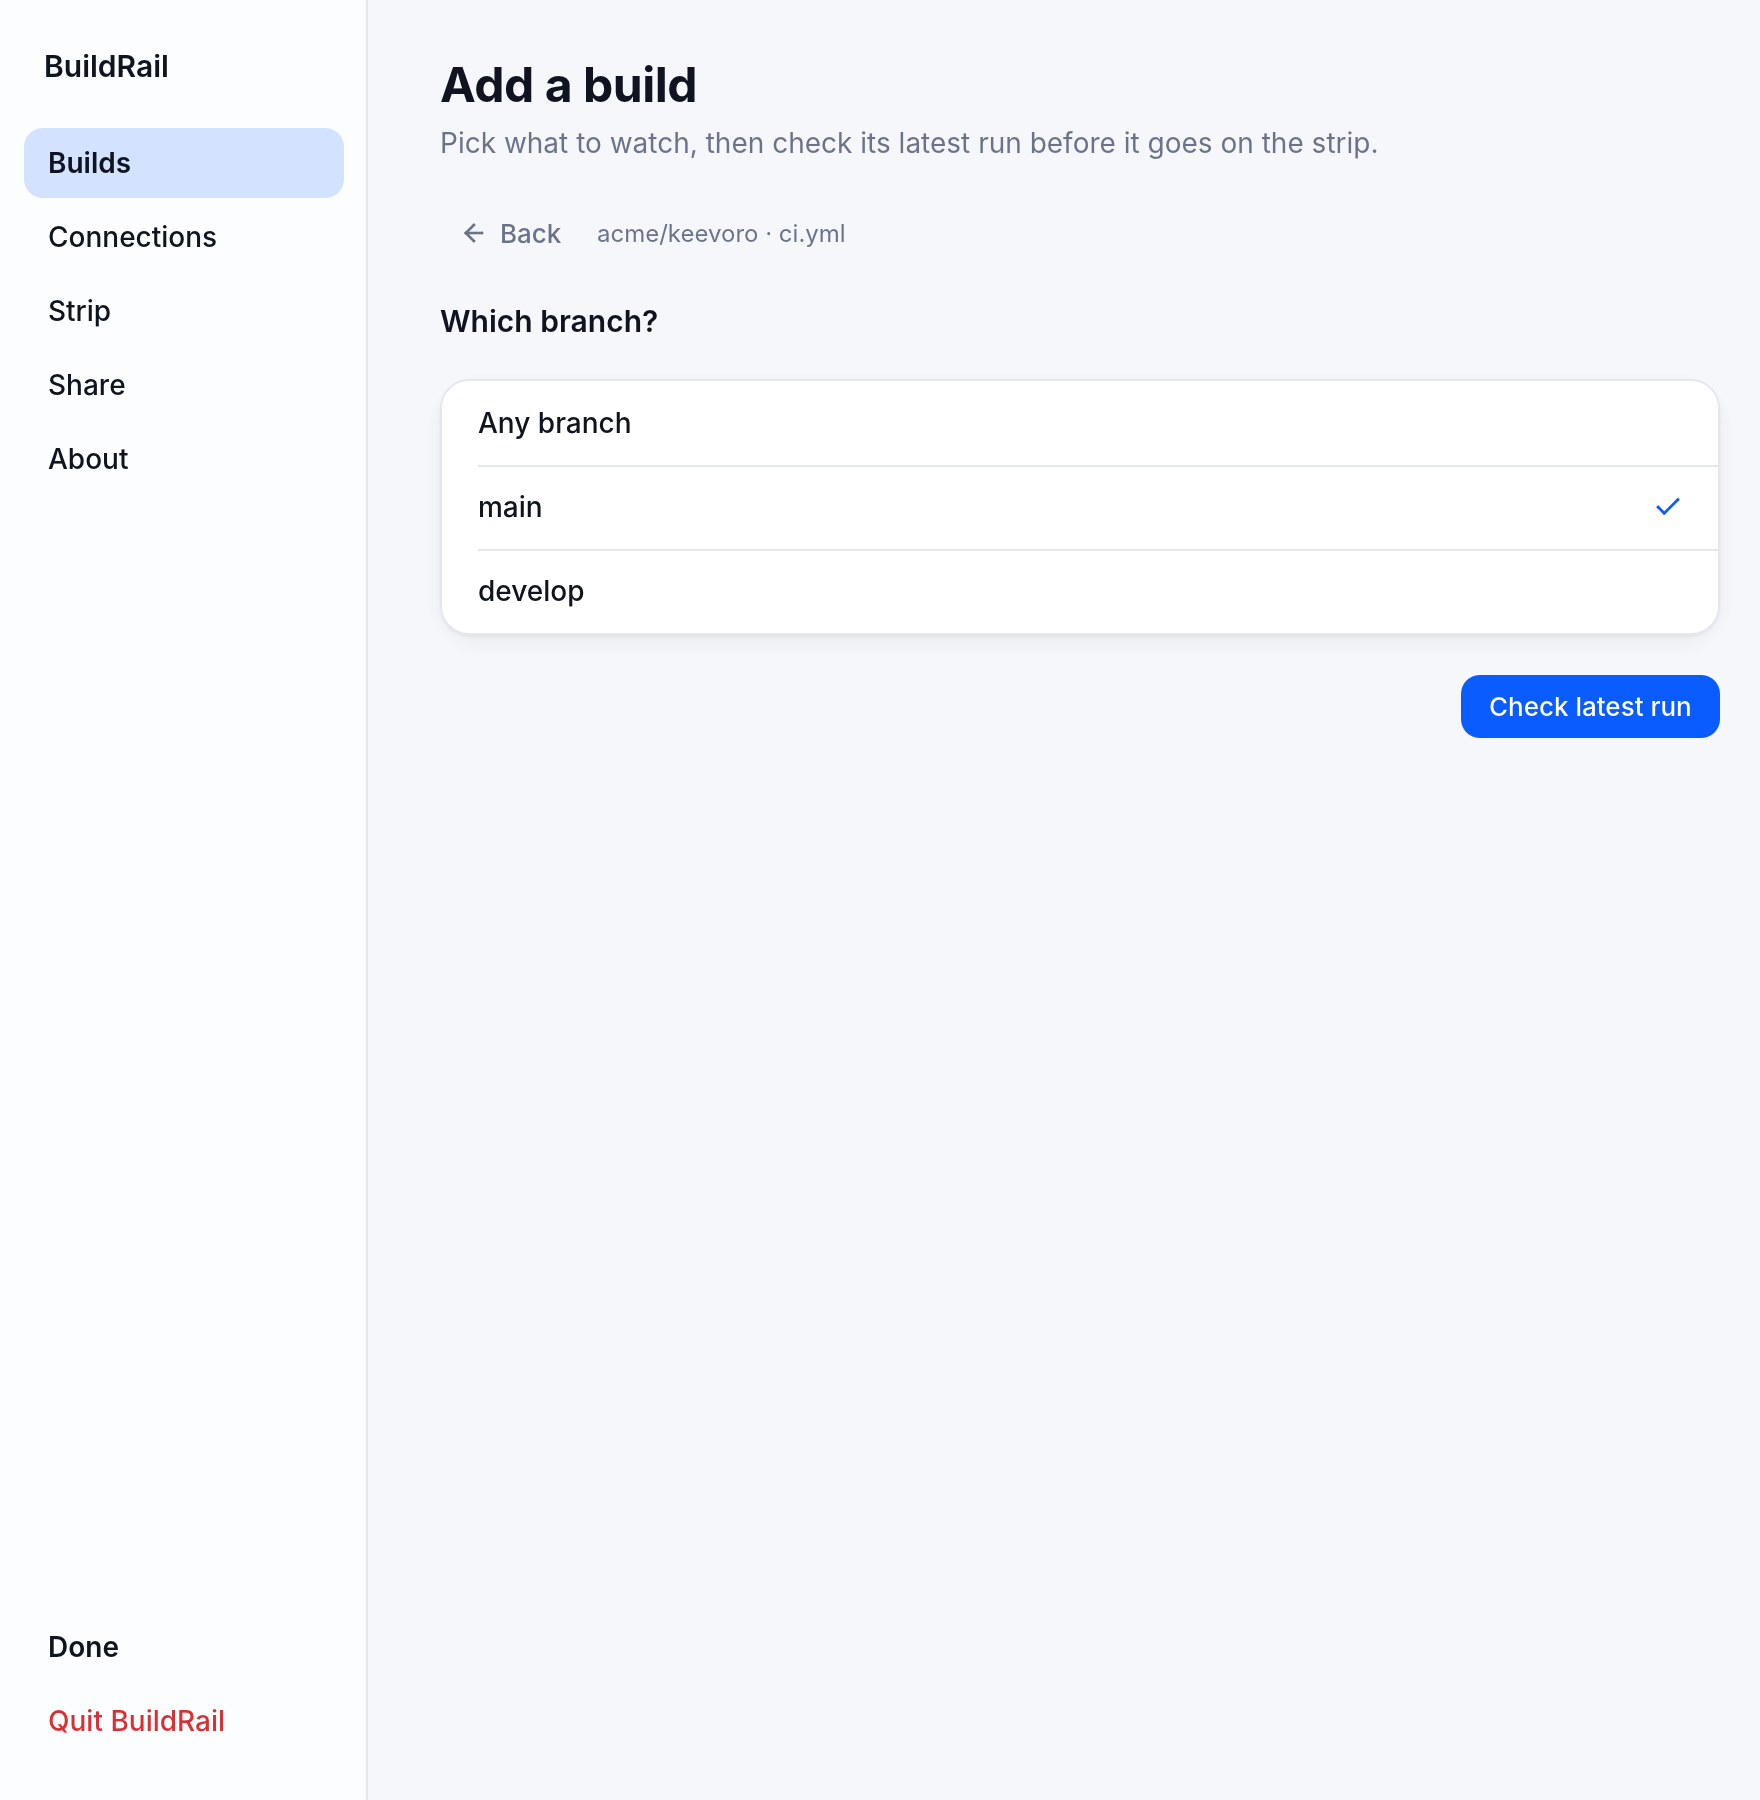 BuildRail
Builds
Connections
Strip
Share
About
Done
Quit BuildRail
Add a build
Pick what to watch, then check its latest run before it goes on the strip.
Back acme/keevoro · ci.yml
Which branch?
Any branch
main
develop
Check latest run